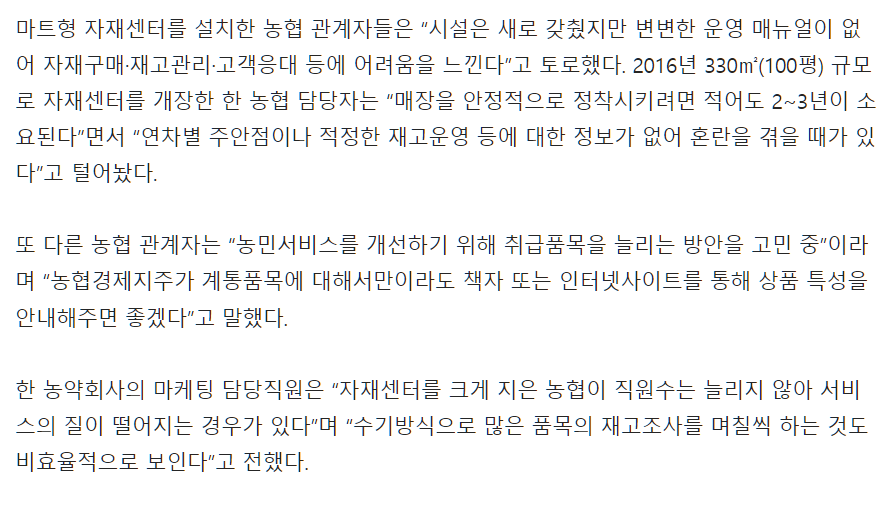 마트형 자재센터를 설치한 농협 관계자들은 “시설은 새로 갖췄지만 변변한 운영 매뉴얼이 없
어 자재구매·재고관리·고객응대 등에 어려움을 느낀다”고 토로했다. 2016년 330㎡(100평) 규모
로 자재센터를 개장한 한 농협 담당자는 “매장을 안정적으로 정착시키려면 적어도 2~3년이 소
요된다”면서 “연차별 주안점이나 적정한 재고운영 등에 대한 정보가 없어 혼란을 겪을 때가 있
다”고 털어놨다.
또 다른 농협 관계자는 “농민서비스를 개선하기 위해 취급품목을 늘리는 방안을 고민 중”이라
며 “농협경제지주가 계통품목에 대해서만이라도 책자 또는 인터넷사이트를 통해 상품 특성을
안내해주면 좋겠다”고 말했다.
한 농약회사의 마케팅 담당직원은 “자재센터를 크게 지은 농협이 직원수는 늘리지 않아 서비
스의 질이 떨어지는 경우가 있다”며 “수기방식으로 많은 품목의 재고조사를 며칠씩 하는 것도
비효율적으로 보인다”고 전했다.